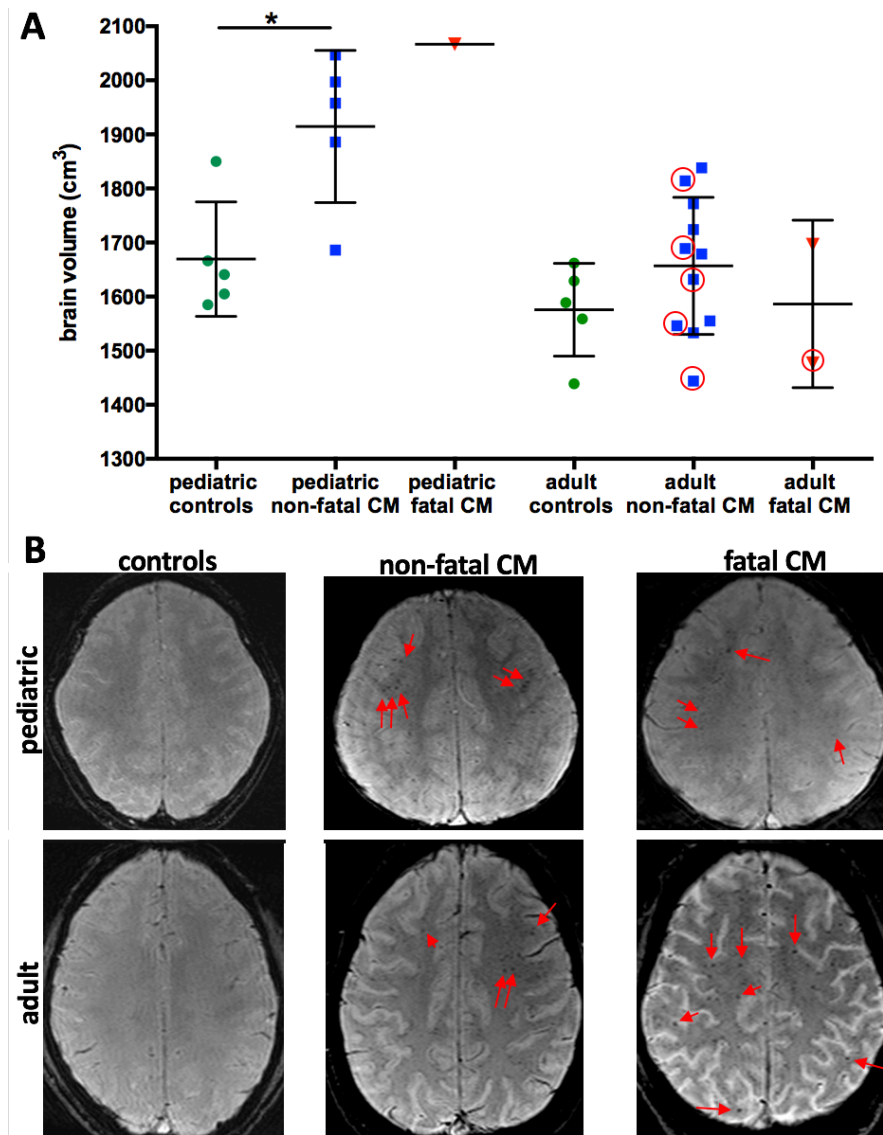 A
*
brain volume (cm³)
2100
2000
1900
1800
1700
1600
1500
1400
1300
pediatric controls
pediatric non-fatal CM
pediatric fatal CM
adult controls
adult non-fatal CM
adult fatal CM
B
controls
non-fatal CM
fatal CM
pediatric
adult